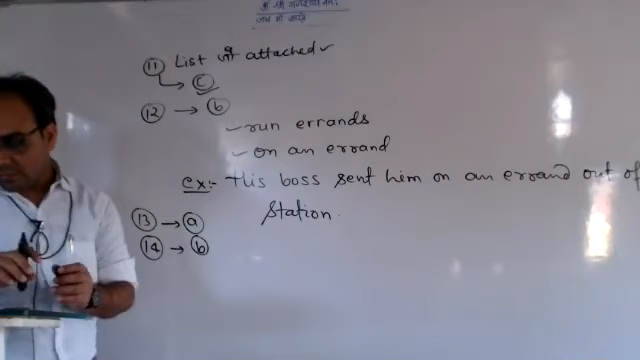 जय माँ
11 List जो attached ✓
→ C
12 → b
✓ run errands
✓ on an errand
ex:- His boss sent him on an errand out of
Station.
13 → a
14 → b